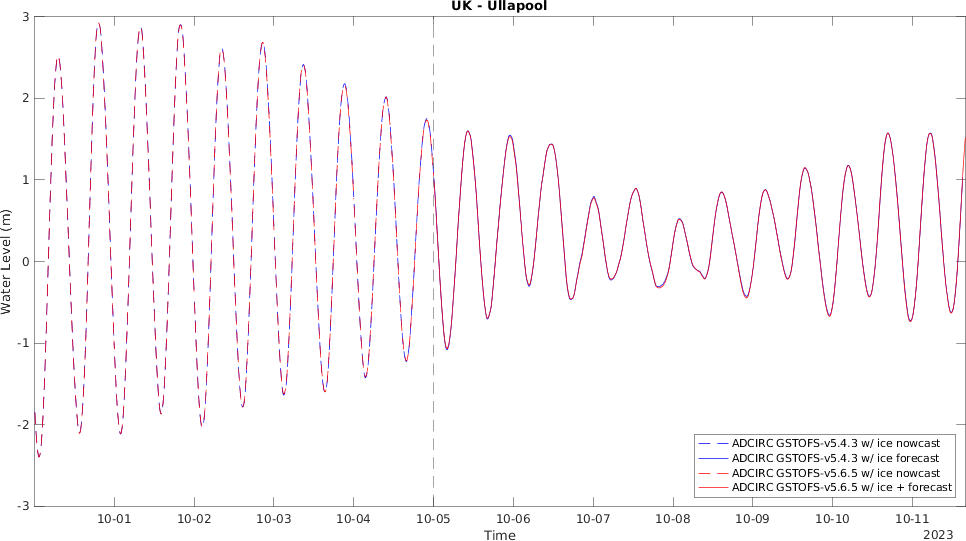 UK - Ullapool
3
2
1
0
-1
-2
-3
Water Level (m)
10-01
10-02
10-03
10-04
10-05
10-06
10-07
10-08
10-09
10-10
10-11
Time
2023
ADCIRC GSTOFS-v5.4.3 w/ ice nowcast
ADCIRC GSTOFS-v5.4.3 w/ ice forecast
ADCIRC GSTOFS-v5.6.5 w/ ice nowcast
ADCIRC GSTOFS-v5.6.5 w/ ice + forecast